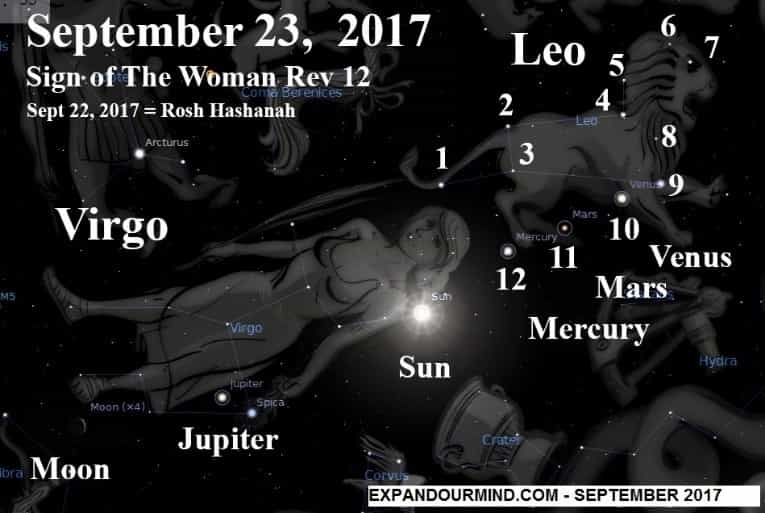 September 23, 2017
Sign of The Woman Rev 12
Sept 22, 2017 = Rosh Hashanah
Leo
6
7
5
4
2
Coma Berenices
Leo
Arcturus
8
1
3
Venus
9
Virgo
Mars
10
Mercury
11
Venus
12
Mars
M5
Sun
Virgo
Mercury
Sun
Hydra
Jupiter
Moon (×4)
Spica
Jupiter
Crater
Moon
ibra
Corvus
EXPANDOURMIND.COM - SEPTEMBER 2017